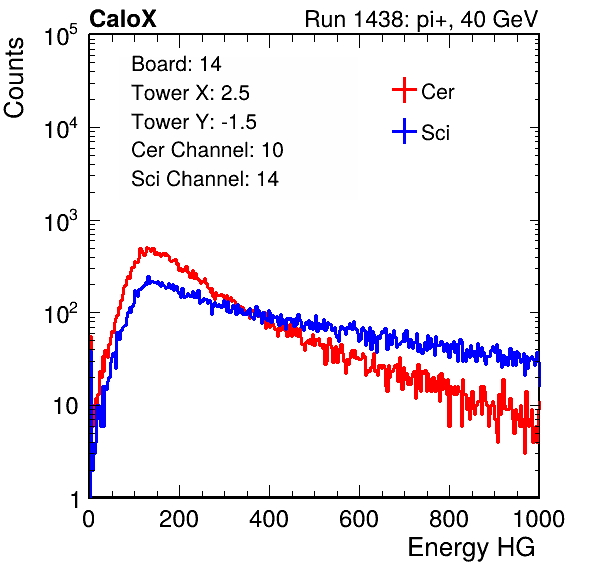 CaloX Run 1438: pi+, 40 GeV
Counts
10^5
10^4
10^3
10^2
10
1
Board: 14
Tower X: 2.5
Tower Y: -1.5
Cer Channel: 10
Sci Channel: 14
Cer
Sci
0 200 400 600 800 1000
Energy HG